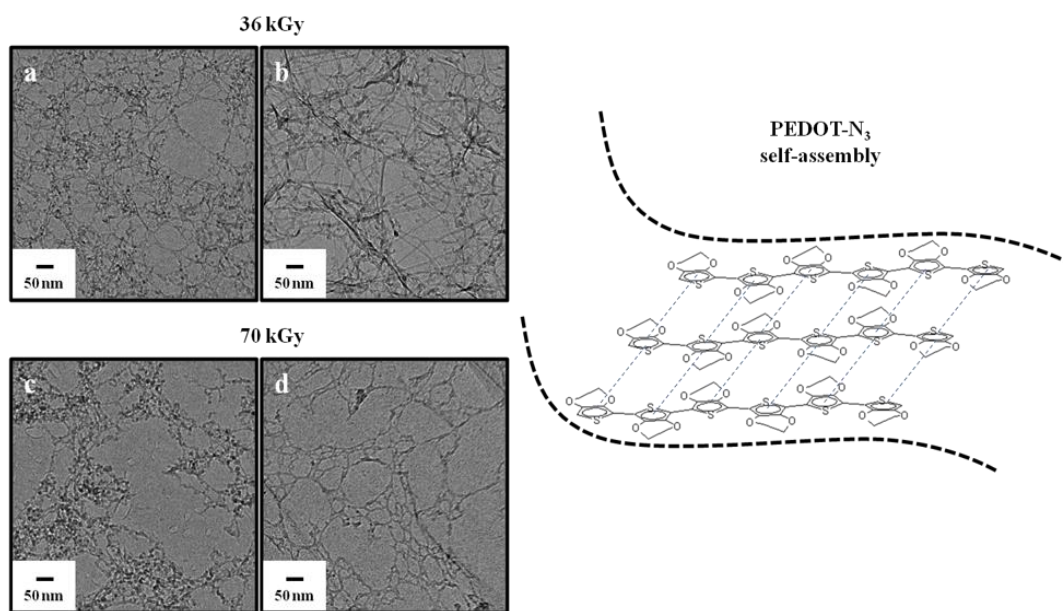 36 kGy
a
b
50 nm
50 nm
70 kGy
c
d
50 nm
50 nm
PEDOT-N₃
self-assembly
O O S O O S O O S
S O O S O O S O O
O O S O O S O O S
S O O S O O S O O
O O S O O S O O S
S O O S O O S O O